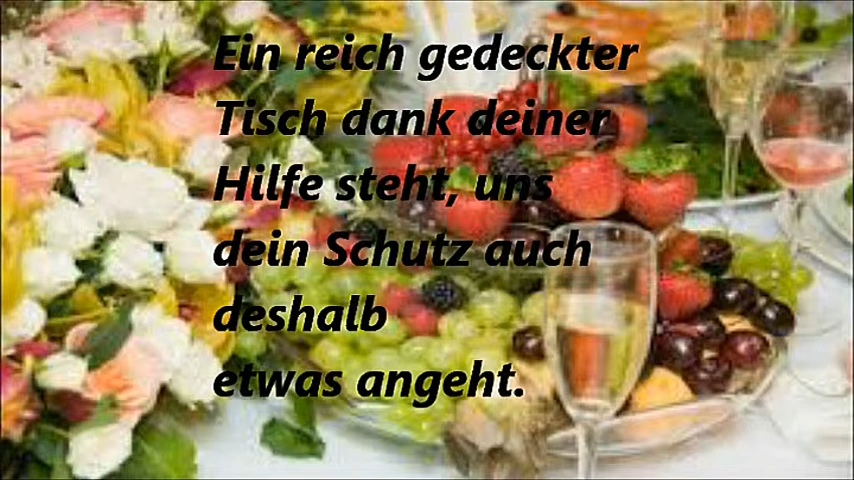 Ein reich gedeckter
Tisch dank deiner
Hilfe steht, uns
dein Schutz auch
deshalb
etwas angeht.